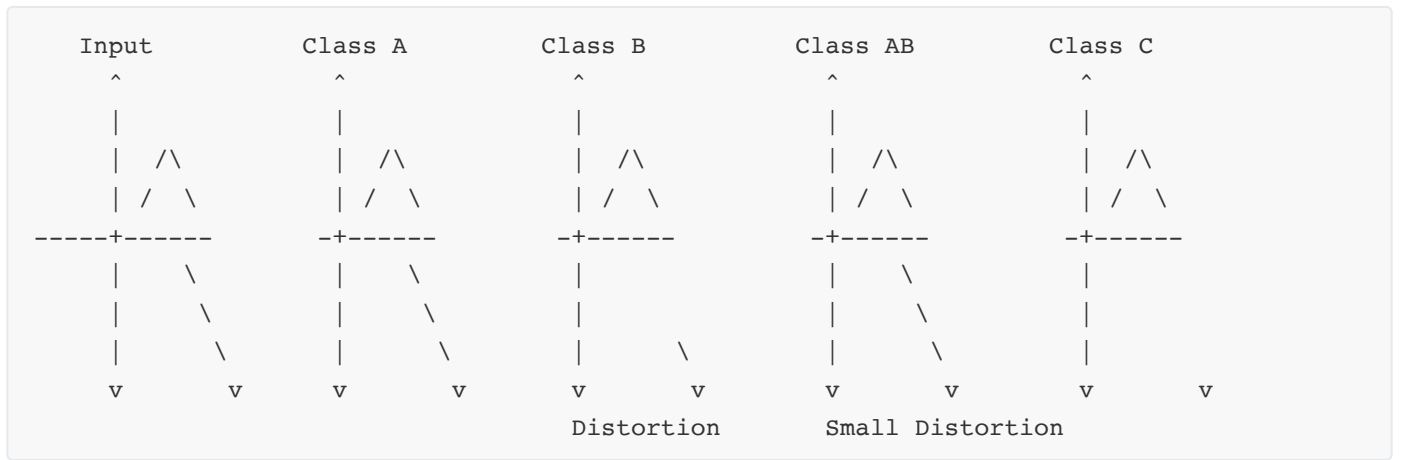 Input Class A Class B Class AB Class C
^ ^ ^ ^ ^
| | | | |
| /\ | /\ | /\ | /\ | /\
| / \ | / \ | / \ | / \ | / \
-----+------ -+------ -+------ -+------ -+------
| \ | \ | | \ |
| \ | \ | | \ |
| \ | \ | \ | \ |
v v v v v v v v v v
Distortion Small Distortion